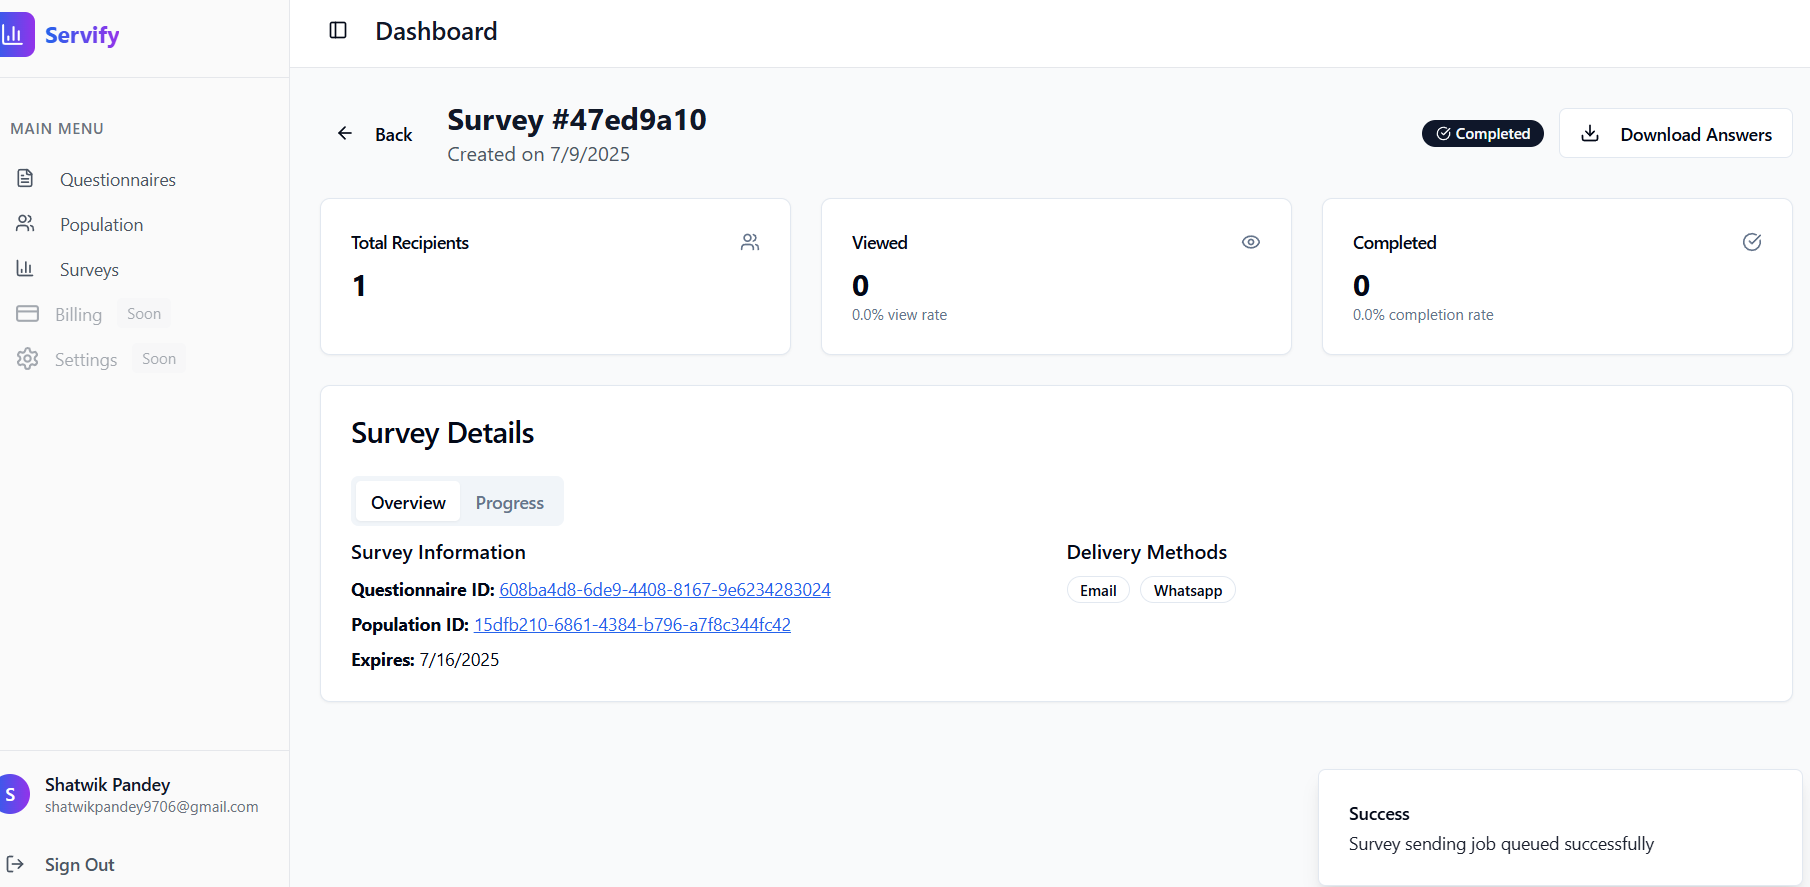 Servify
Dashboard
MAIN MENU
Questionnaires
Population
Surveys
Billing Soon
Settings Soon
Shatwik Pandey
S
shatwikpandey9706@gmail.com
Sign Out
Back
Survey #47ed9a10
Created on 7/9/2025
Completed
Download Answers
Total Recipients
1
Viewed
0
0.0% view rate
Completed
0
0.0% completion rate
Survey Details
Overview Progress
Survey Information
Questionnaire ID: 608ba4d8-6de9-4408-8167-9e6234283024
Population ID: 15dfb210-6861-4384-b796-a7f8c344fc42
Expires: 7/16/2025
Delivery Methods
Email Whatsapp
Success
Survey sending job queued successfully